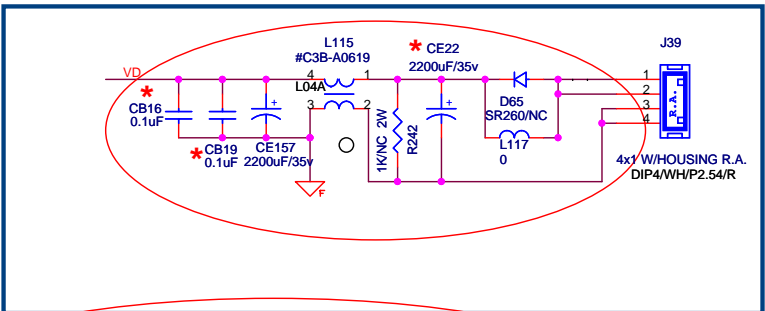 L115
#C3B-A0619
* CE22
2200uF/35v
J39
VD
4
1
L04A
3
2
*
CB16
0.1uF
+
+
* CB19
0.1uF
CE157
2200uF/35v
1K/NC 2W
R242
D65
SR260/NC
L117
0
1
2
3
4
R.A.
4x1 W/HOUSING R.A.
DIP4/WH/P2.54/R
F